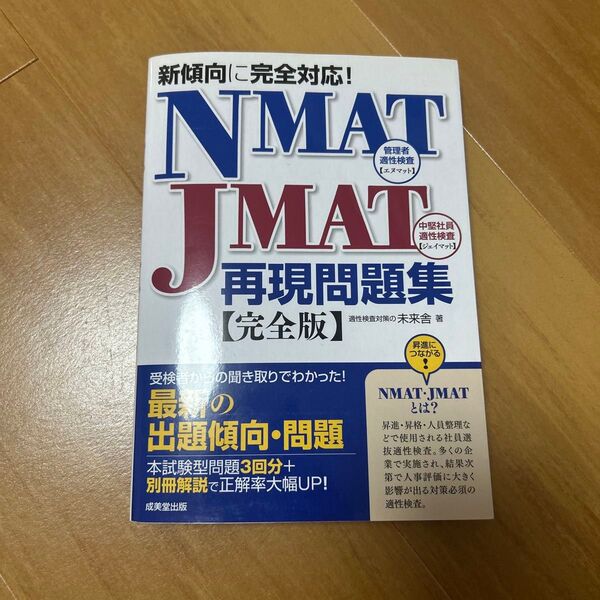 新傾向に完全対応！
NMAT
管理者
適性検査
【エヌマット】
JMAT
中堅社員
適性検査
【ジェイマット】
再現問題集
【完全版】
適性検査対策の 未来舎 著
昇進に
つながる！
受検者からの聞き取りでわかった！
最新の
出題傾向・問題
本試験型問題3回分＋
別冊解説で正解率大幅UP！
成美堂出版
NMAT・JMAT
とは？
昇進・昇格・人員整理な
どで使用される社員選
抜適性検査。多くの企
業で実施され、結果次
第で人事評価に大きく
影響が出る対策必須の
適性検査。